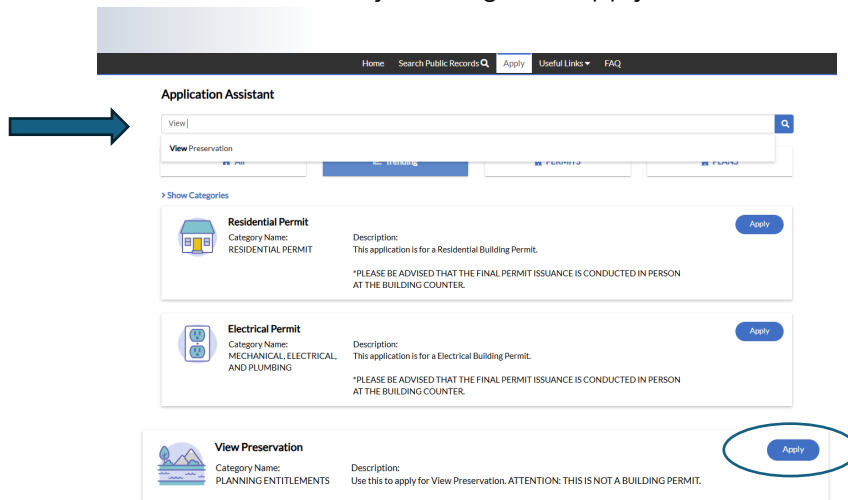 Home Search Public Records Apply Useful Links FAQ
Application Assistant
View
View Preservation
All Trending PERMITS PLANS
> Show Categories
Residential Permit
Apply
Category Name:
Description:
RESIDENTIAL PERMIT
This application is for a Residential Building Permit.
*PLEASE BE ADVISED THAT THE FINAL PERMIT ISSUANCE IS CONDUCTED IN PERSON
AT THE BUILDING COUNTER.
Electrical Permit
Apply
Category Name:
Description:
MECHANICAL, ELECTRICAL,
AND PLUMBING
This application is for a Electrical Building Permit.
*PLEASE BE ADVISED THAT THE FINAL PERMIT ISSUANCE IS CONDUCTED IN PERSON
AT THE BUILDING COUNTER.
View Preservation
Apply
Category Name:
Description:
PLANNING ENTITLEMENTS
Use this to apply for View Preservation. ATTENTION: THIS IS NOT A BUILDING PERMIT.